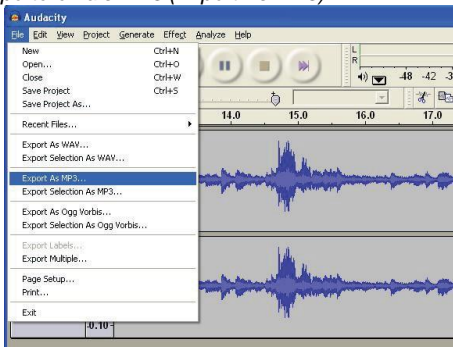 Audacity
File Edit View Project Generate Effect Analyze Help
New Ctrl+N
Open... Ctrl+O
Close Ctrl+W
Save Project Ctrl+S
Save Project As...
Recent Files...
Export As WAV...
Export Selection As WAV...
Export As MP3...
Export Selection As MP3...
Export As Ogg Vorbis...
Export Selection As Ogg Vorbis...
Export Labels...
Export Multiple...
Page Setup...
Print...
Exit
L
R
-48 -42
14.0 15.0 16.0 17.0
-0.10